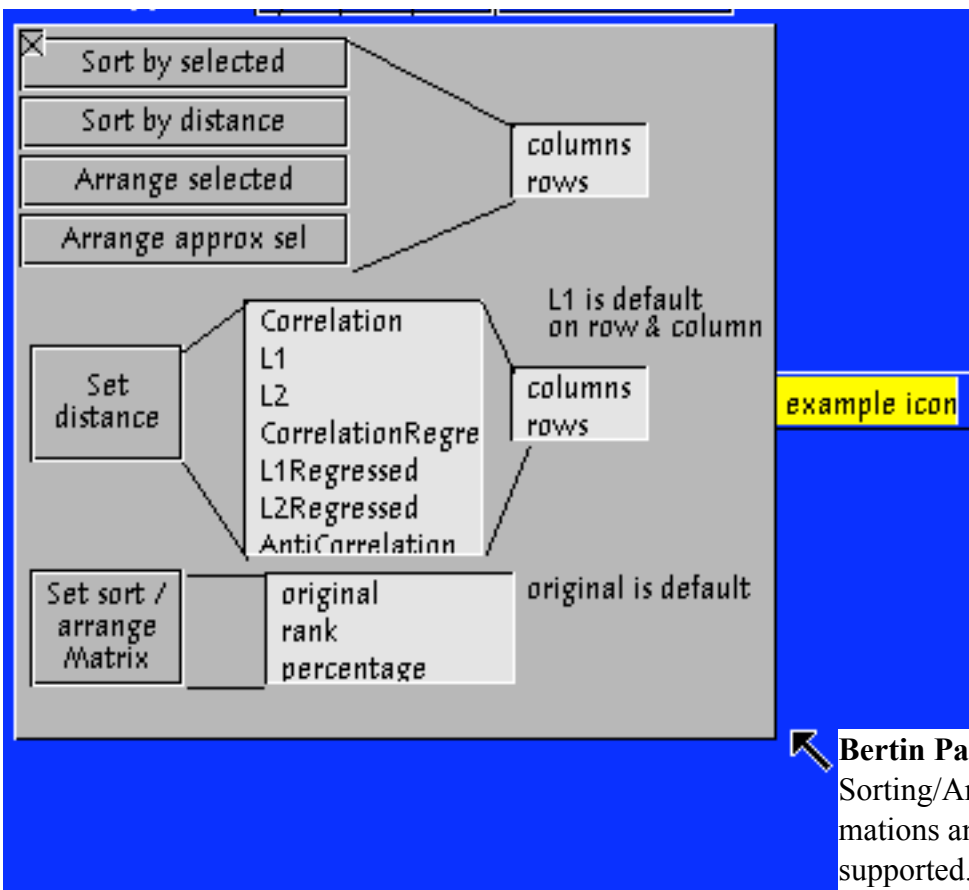 Sort by selected
Sort by distance
Arrange selected
Arrange approx sel
columns
rows
L1 is default
on row & column
Set
distance
Correlation
L1
L2
CorrelationRegre
L1Regressed
L2Regressed
AntiCorrelation
columns
rows
example icon
Set sort /
arrange
Matrix
original
rank
percentage
original is default
Bertin Pa
Sorting/Ar
mations ar
supported.